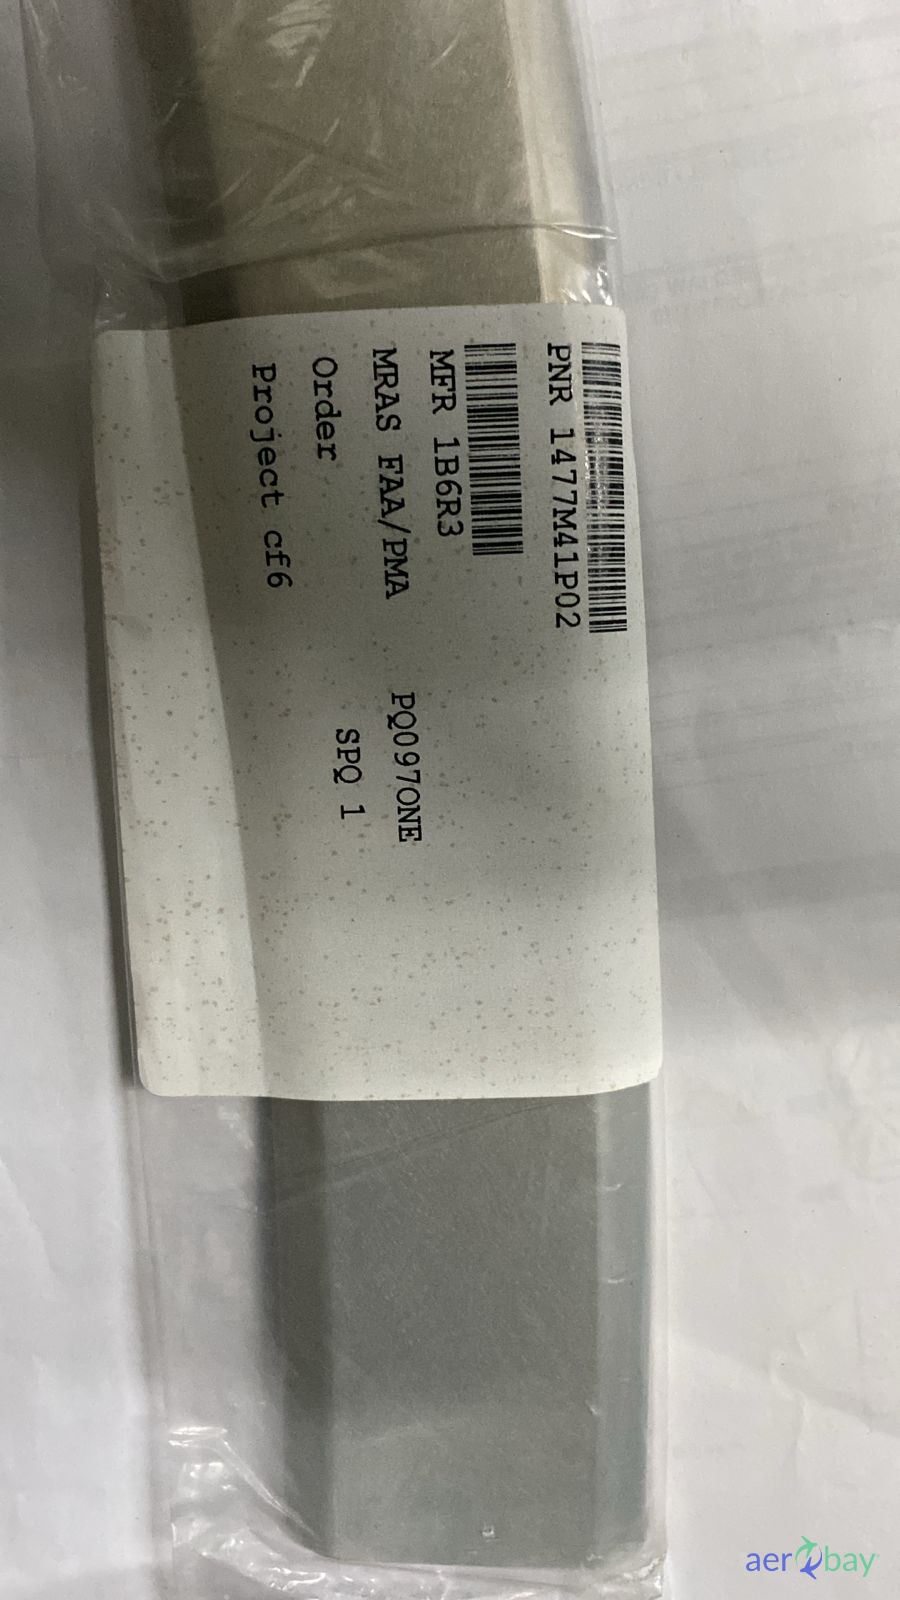 PNR 1477M41P02
MFR 1B6R3
MRAS FAA/PMA PQ097ONE
Order SPQ 1
Project cf6
aerobay